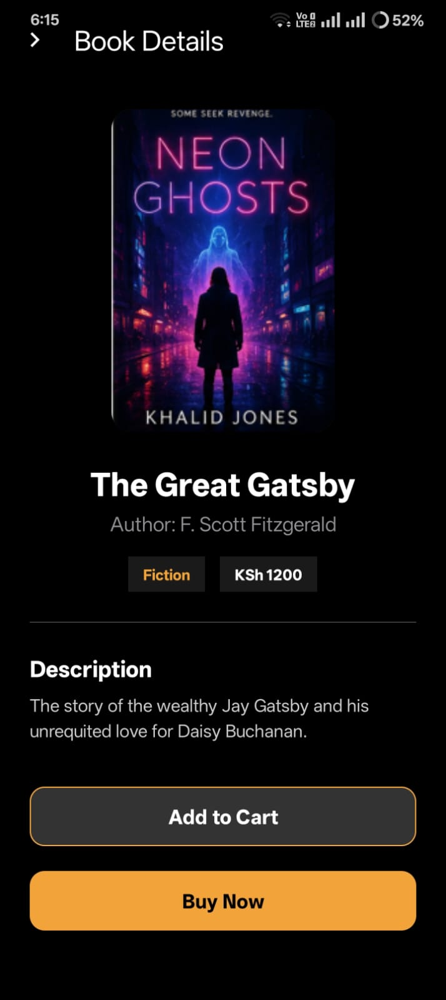 6:15
Vo
LTE2
52%
Book Details
SOME SEEK REVENGE.
NEON
GHOSTS
KHALID JONES
The Great Gatsby
Author: F. Scott Fitzgerald
Fiction
KSh 1200
Description
The story of the wealthy Jay Gatsby and his
unrequited love for Daisy Buchanan.
Add to Cart
Buy Now